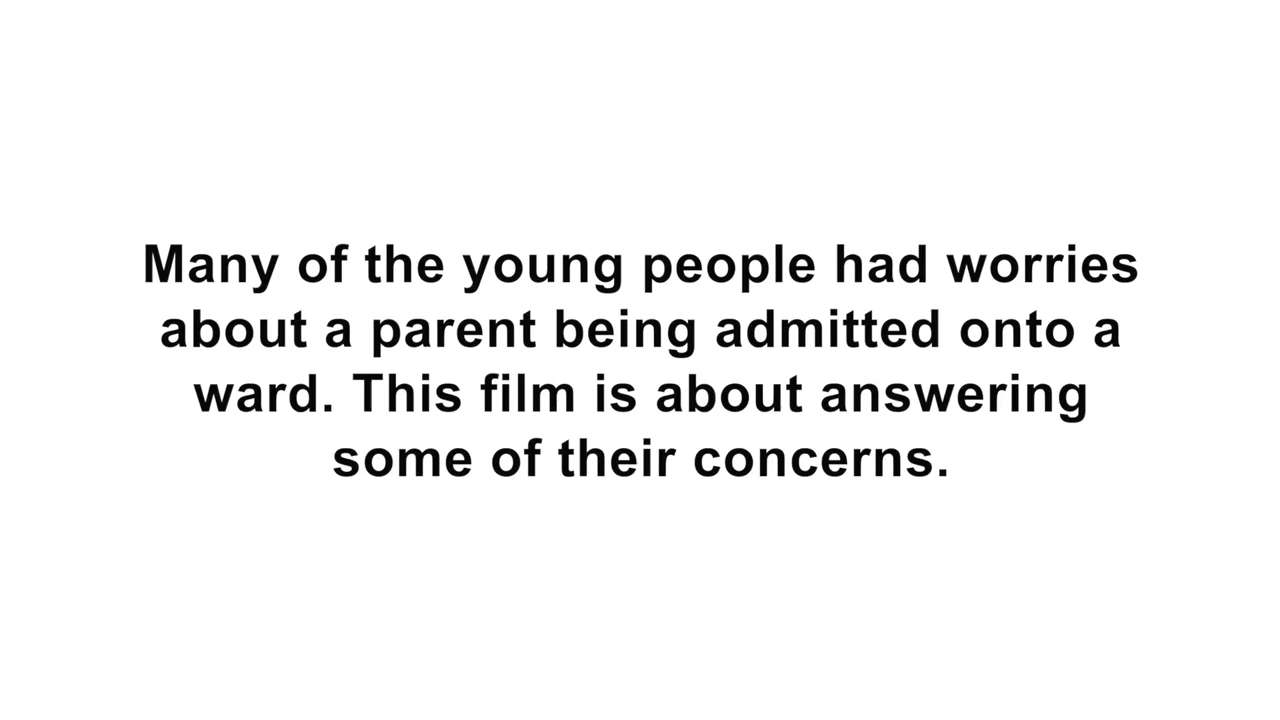 Many of the young people had worries
about a parent being admitted onto a
ward. This film is about answering
some of their concerns.